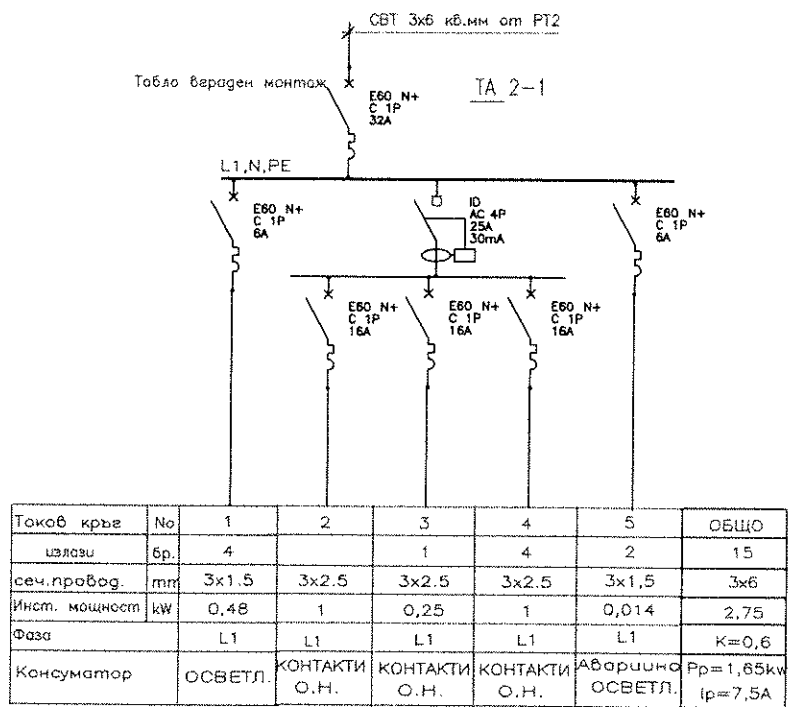 СВТ 3x6 кв.мм от РТ2
Табло вграден монтаж
ТА 2-1
E60 N+
C 1P
32A
L1,N,PE
E60 N+
C 1P
6A
ID
AC 4P
25A
30mA
E60 N+
C 1P
6A
E60 N+
C 1P
16A
E60 N+
C 1P
16A
E60 N+
C 1P
16A
Токов кръг No 1 2 3 4 5 ОБЩО
излази бр. 4 1 4 2 15
сеч.провод. mm 3x1.5 3x2.5 3x2.5 3x2.5 3x1,5 3x6
Инст. мощност kW 0,48 1 0,25 1 0,014 2,75
Фаза L1 L1 L1 L1 L1 K=0,6
Консуматор ОСВЕТЛ. КОНТАКТИ О.Н. КОНТАКТИ О.Н. КОНТАКТИ О.Н. Авариино ОСВЕТЛ. Pp=1,65kw
Ip=7,5A